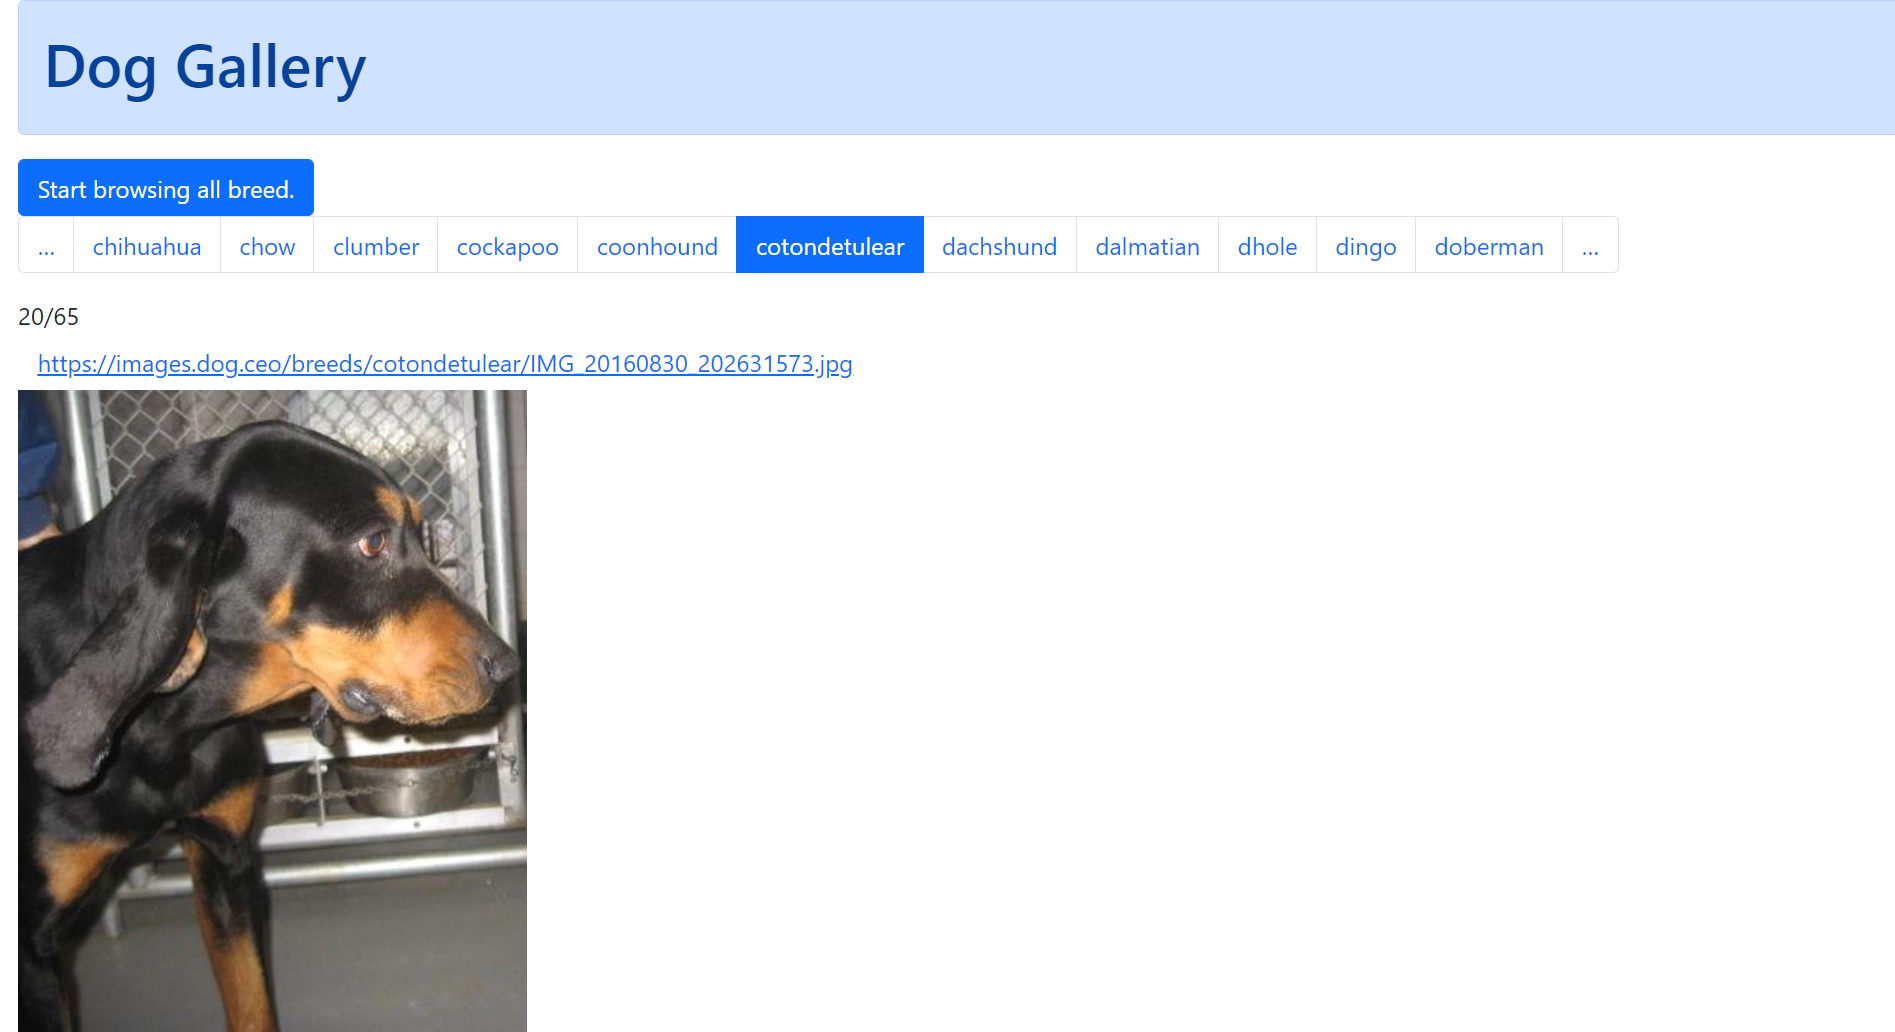 Dog Gallery
Start browsing all breed.
... chihuahua chow clumber cockapoo coonhound cotondetulear dachshund dalmatian dhole dingo doberman ...
20/65
https://images.dog.ceo/breeds/cotondetulear/IMG_20160830_202631573.jpg